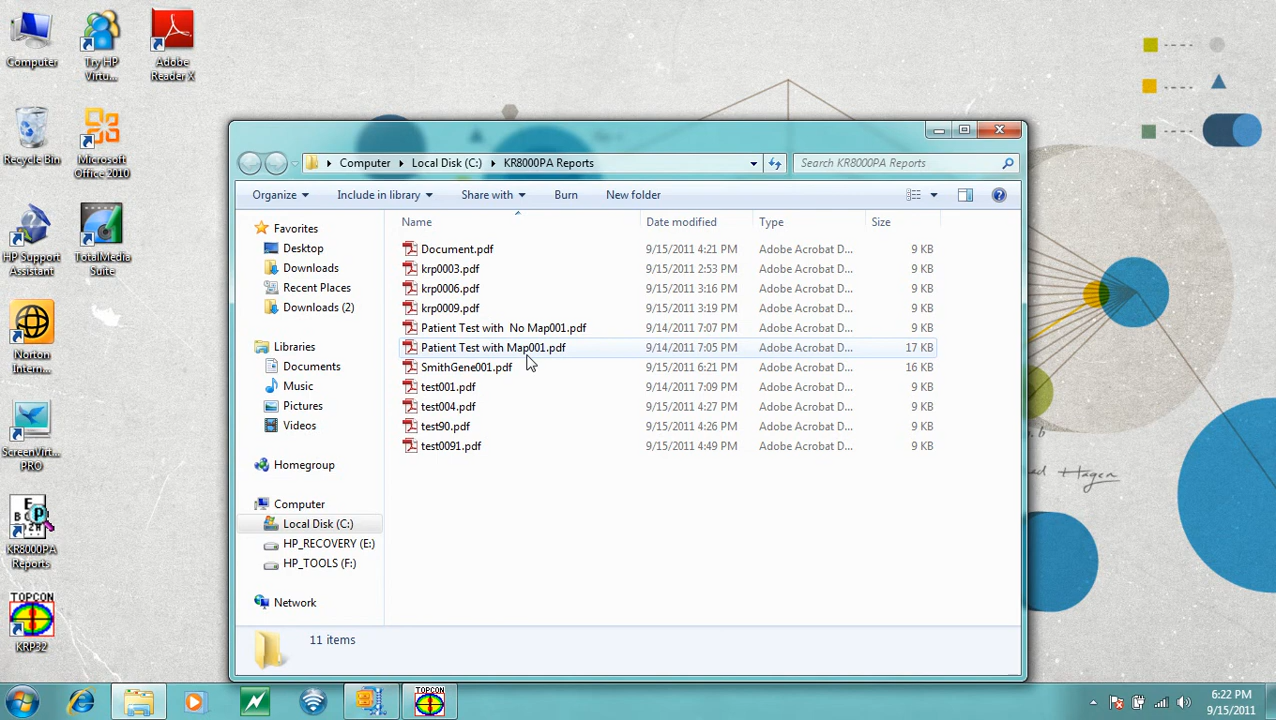 Computer
Try HP Virtu...
Adobe Reader X
Recycle Bin
Microsoft Office 2010
HP Support Assistant
TotalMedia Suite
Norton Intern...
ScreenVirt... PRO
KR8000PA Reports
TOPCON
KRP32
Computer ▸ Local Disk (C:) ▸ KR8000PA Reports
Search KR8000PA Reports
Organize
Include in library
Share with
Burn
New folder
Name Date modified Type Size
Favorites
Desktop
Downloads
Recent Places
Downloads (2)
Libraries
Documents
Music
Pictures
Videos
Homegroup
Computer
Local Disk (C:)
HP_RECOVERY (E:)
HP_TOOLS (F:)
Network
Document.pdf 9/15/2011 4:21 PM Adobe Acrobat D... 9 KB
krp0003.pdf 9/15/2011 2:53 PM Adobe Acrobat D... 9 KB
krp0006.pdf 9/15/2011 3:16 PM Adobe Acrobat D... 9 KB
krp0009.pdf 9/15/2011 3:19 PM Adobe Acrobat D... 9 KB
Patient Test with  No Map001.pdf 9/14/2011 7:07 PM Adobe Acrobat D... 9 KB
Patient Test with Map001.pdf 9/14/2011 7:05 PM Adobe Acrobat D... 17 KB
SmithGene001.pdf 9/15/2011 6:21 PM Adobe Acrobat D... 16 KB
test001.pdf 9/14/2011 7:09 PM Adobe Acrobat D... 9 KB
test004.pdf 9/15/2011 4:27 PM Adobe Acrobat D... 9 KB
test90.pdf 9/15/2011 4:26 PM Adobe Acrobat D... 9 KB
test0091.pdf 9/15/2011 4:49 PM Adobe Acrobat D... 9 KB
11 items
Hagen
TOPCON
6:22 PM
9/15/2011